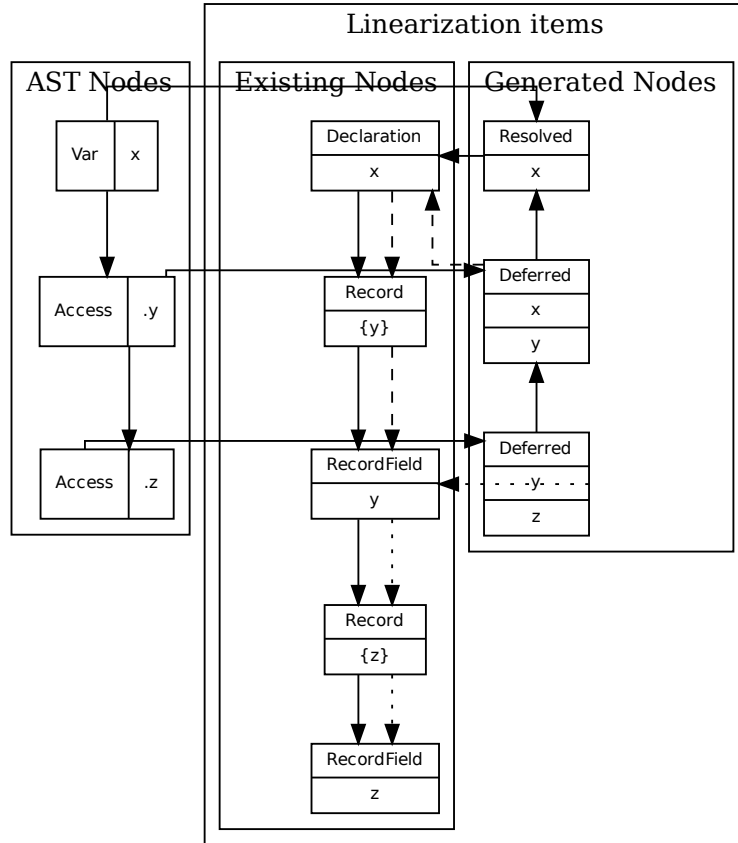 Linearization items
AST Nodes
Existing Nodes
Generated Nodes
Var
x
Declaration
x
Resolved
x
Access
.y
Record
{y}
Deferred
x
y
Access
.z
RecordField
y
Deferred
y
z
Record
{z}
RecordField
z